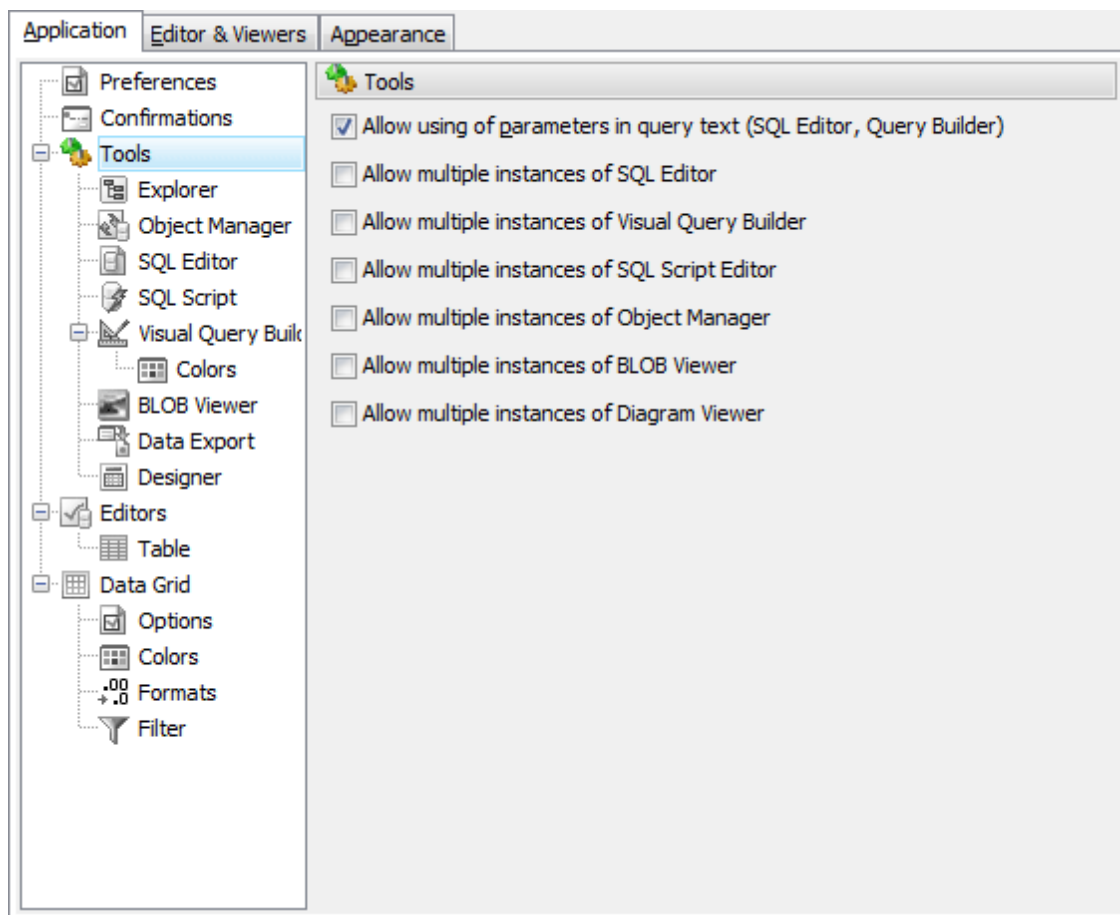 Application
Editor & Viewers
Appearance
Preferences
Confirmations
Tools
Explorer
Object Manager
SQL Editor
SQL Script
Visual Query Builc
Colors
BLOB Viewer
Data Export
Designer
Editors
Table
Data Grid
Options
Colors
Formats
Filter
Tools
Allow using of parameters in query text (SQL Editor, Query Builder)
Allow multiple instances of SQL Editor
Allow multiple instances of Visual Query Builder
Allow multiple instances of SQL Script Editor
Allow multiple instances of Object Manager
Allow multiple instances of BLOB Viewer
Allow multiple instances of Diagram Viewer